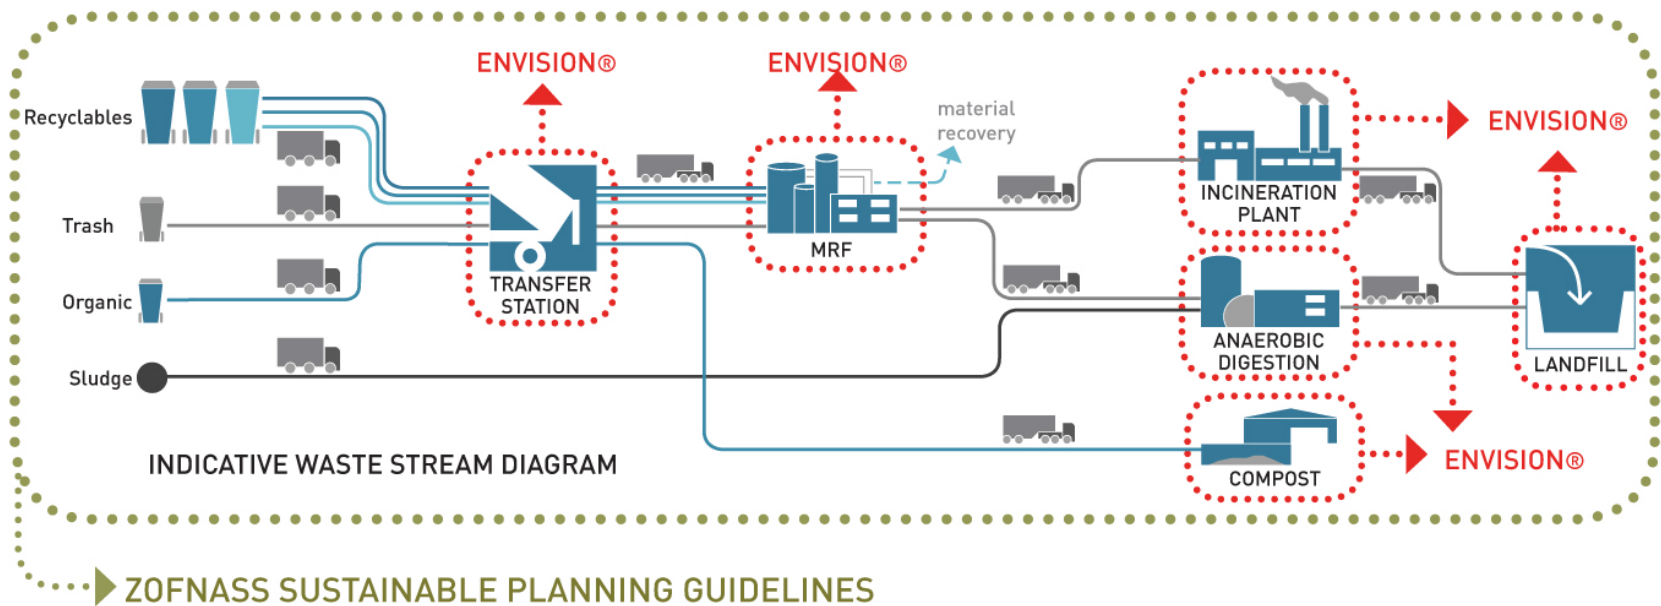 ENVISION®
ENVISION®
Recyclables
material
recovery
ENVISION®
INCINERATION
PLANT
Trash
MRF
TRANSFER
STATION
Organic
ANAEROBIC
DIGESTION
LANDFILL
Sludge
INDICATIVE WASTE STREAM DIAGRAM
COMPOST
ENVISION®
ZOFNASS SUSTAINABLE PLANNING GUIDELINES